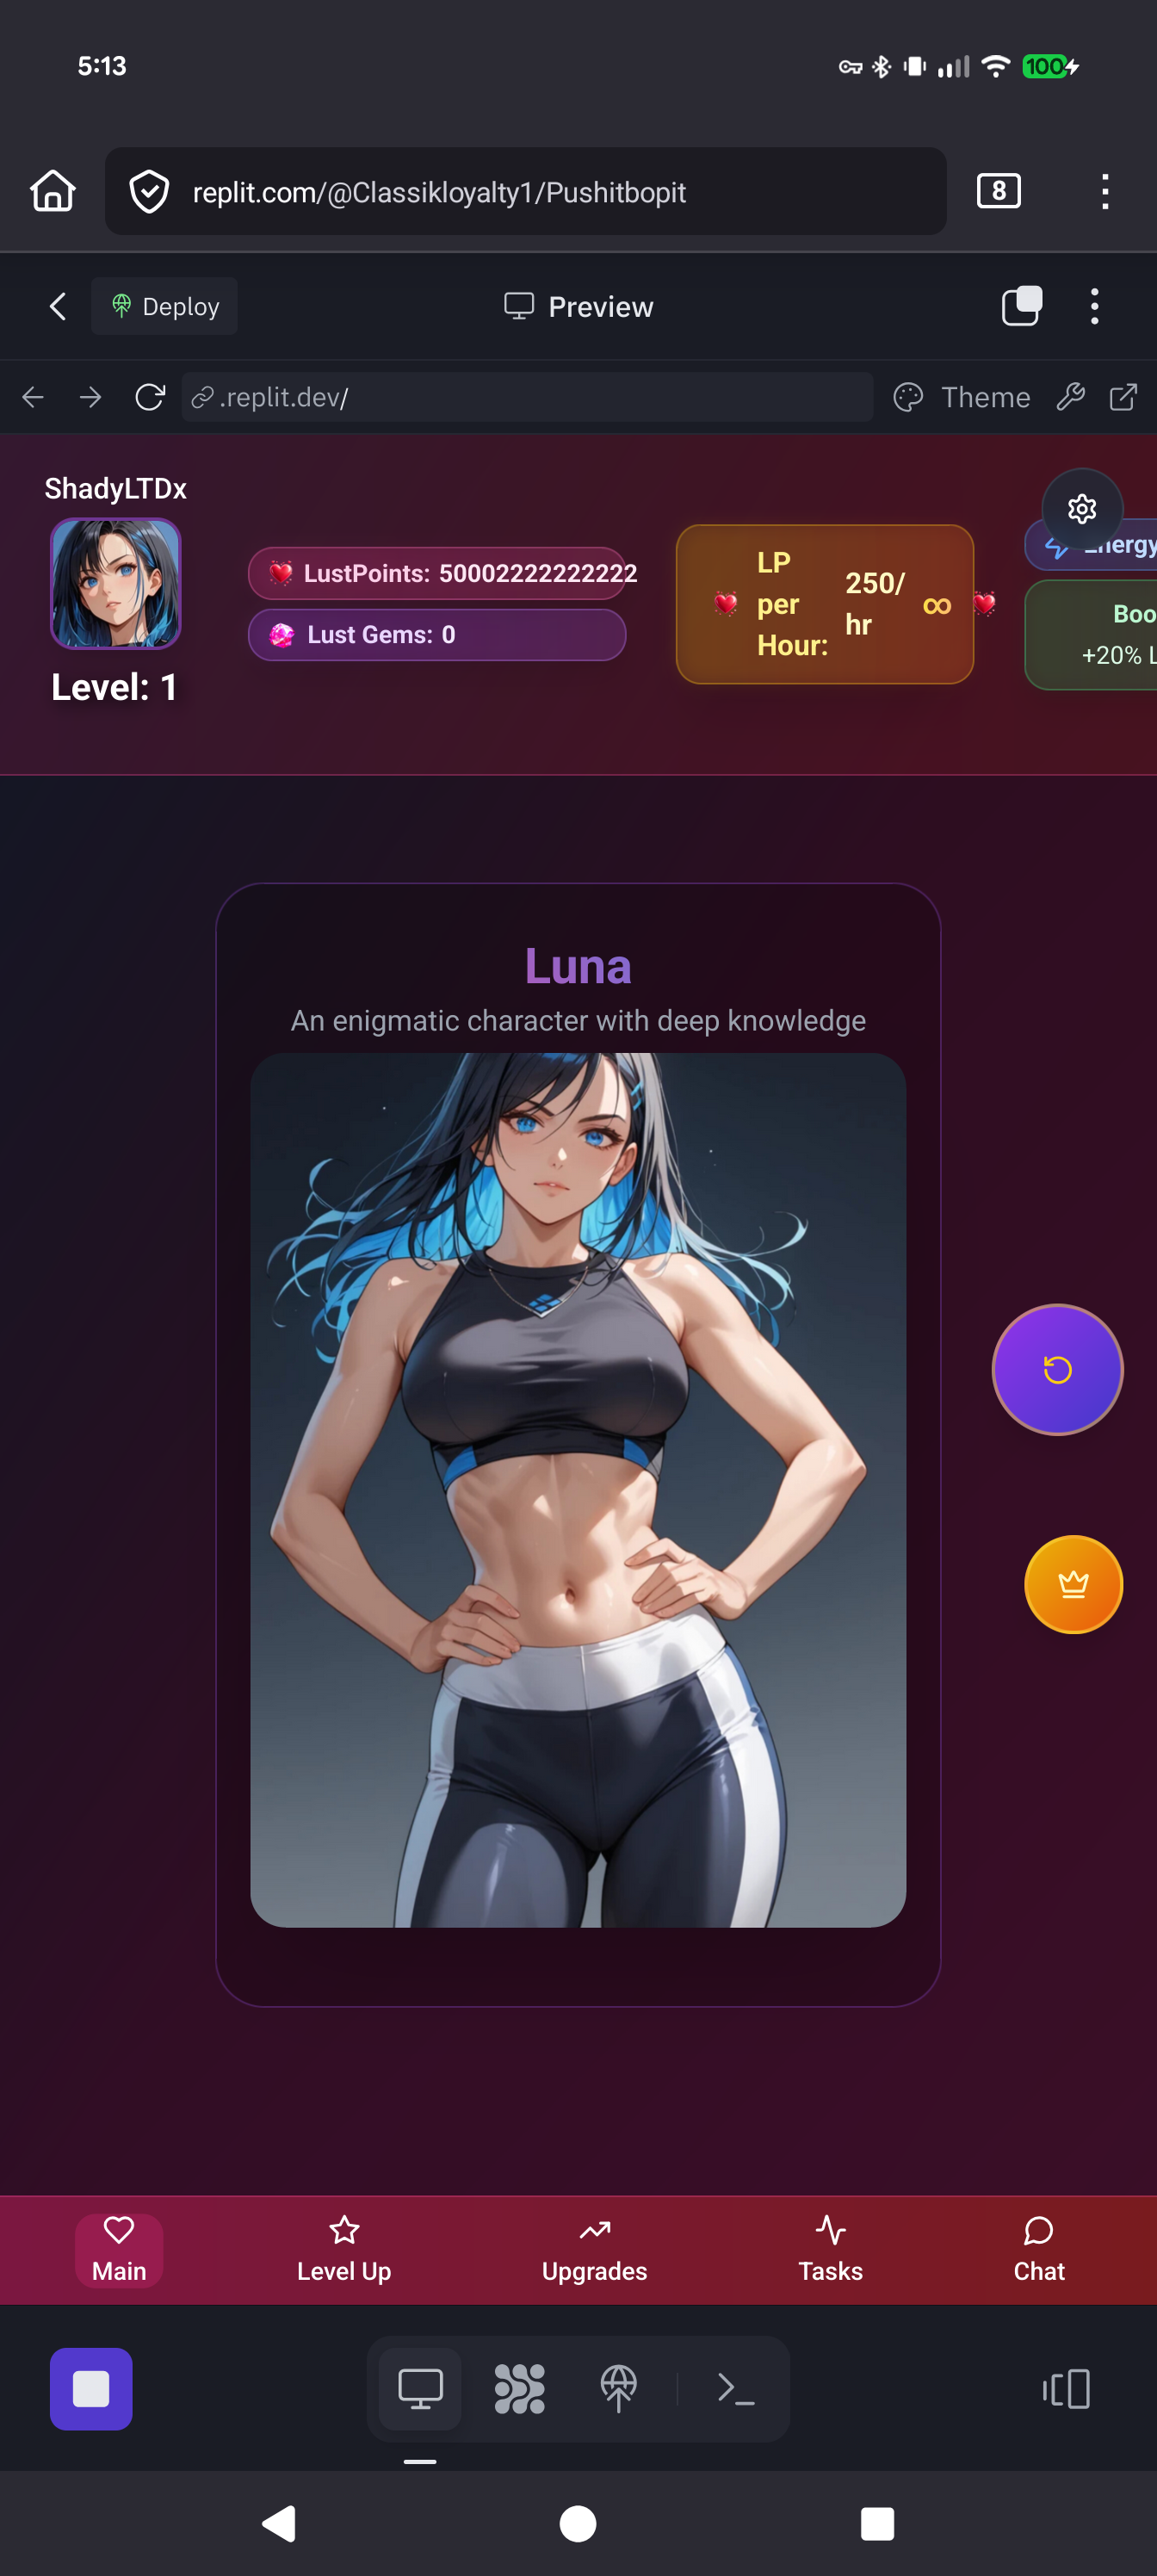 5:13
100
replit.com/@Classikloyalty1/Pushitbopit
8
Deploy
Preview
.replit.dev/
Theme
ShadyLTDx
Level: 1
LustPoints: 50002222222222
Lust Gems: 0
LP
per
Hour:
250/
hr
∞
Energy
Boo
+20% L
Luna
An enigmatic character with deep knowledge
Main
Level Up
Upgrades
Tasks
Chat